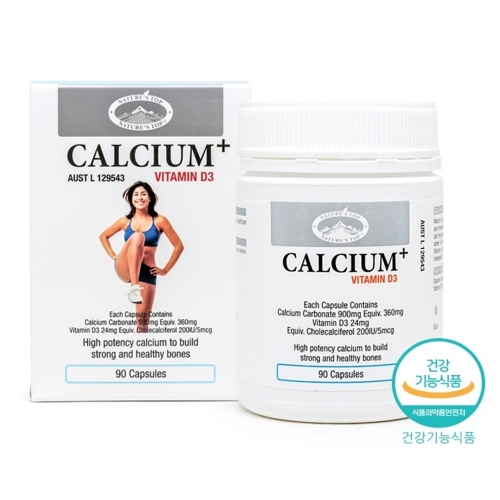 NATURE'S TOP
NATURE'S TOP
CALCIUM+
AUST L 129543
VITAMIN D3
Each Capsule Contains
Calcium Carbonate 900mg Equiv. 360mg
Vitamin D3 24mg Equiv. Cholecalciferol 200IU/5mcg
High potency calcium to build
strong and healthy bones
90 Capsules
NATURE'S TOP
NATURE'S TOP
CALCIUM+
VITAMIN D3
Each Capsule Contains
Calcium Carbonate 900mg Equiv. 360mg
Vitamin D3 24mg
Equiv. Cholecalciferol 200IU/5mcg
High potency calcium to build
strong and healthy bones
90 Capsules
AUST L 129543
건강
기능식품
식품의약품안전처
건강기능식품